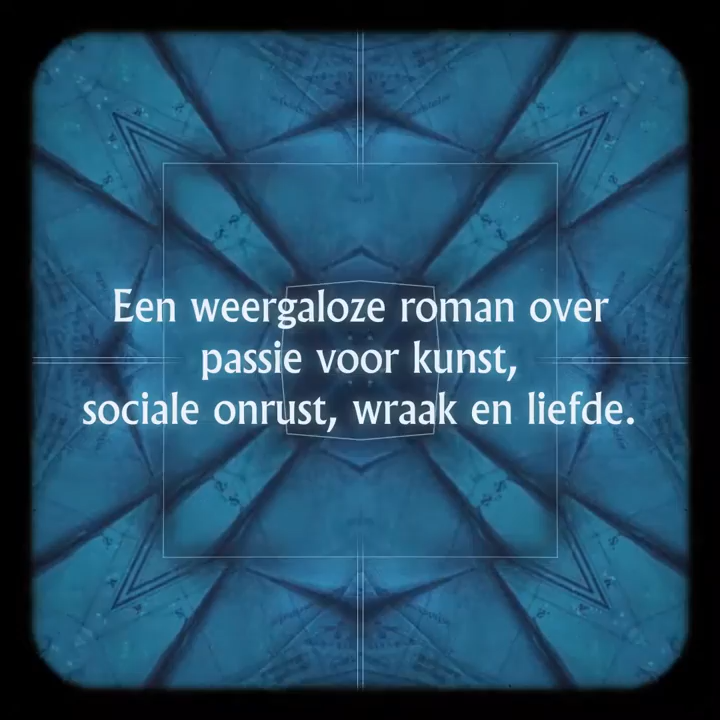 Een weergaloze roman over
passie voor kunst,
sociale onrust, wraak en liefde.